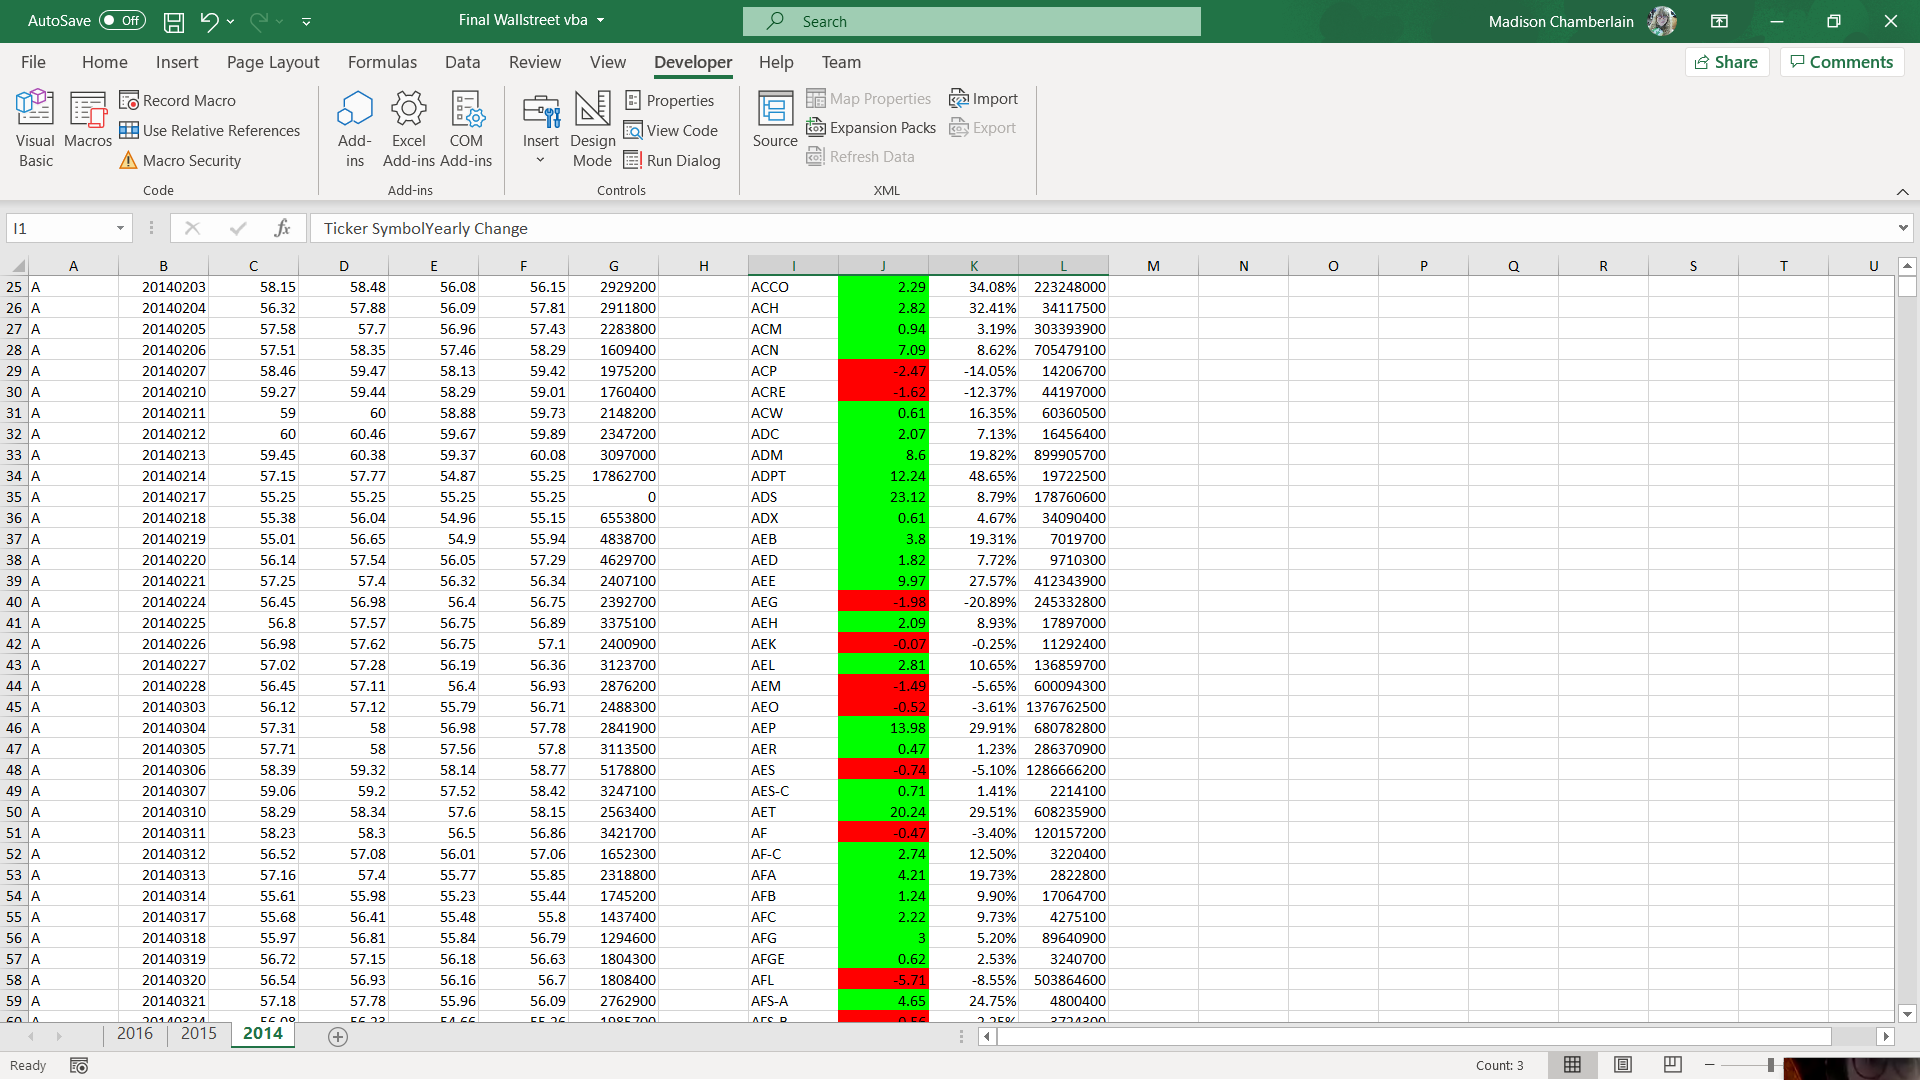 AutoSave Off Final Wallstreet vba Search Madison Chamberlain
File Home Insert Page Layout Formulas Data Review View Developer Help Team Share Comments
Visual Basic
Macros
Record Macro
Use Relative References
Macro Security
Code
Add-ins
Excel Add-ins
COM Add-ins
Add-ins
Insert
Design Mode
Properties
View Code
Run Dialog
Controls
Source
Map Properties
Expansion Packs
Refresh Data
Import
Export
XML
I1 fx Ticker SymbolYearly Change
A B C D E F G H I J K L M N O P Q R S T U
25 A 20140203 58.15 58.48 56.08 56.15 2929200 ACCO 2.29 34.08% 223248000
26 A 20140204 56.32 57.88 56.09 57.81 2911800 ACH 2.82 32.41% 34117500
27 A 20140205 57.58 57.7 56.96 57.43 2283800 ACM 0.94 3.19% 303393900
28 A 20140206 57.51 58.35 57.46 58.29 1609400 ACN 7.09 8.62% 705479100
29 A 20140207 58.46 59.47 58.13 59.42 1975200 ACP -2.47 -14.05% 14206700
30 A 20140210 59.27 59.44 58.29 59.01 1760400 ACRE -1.62 -12.37% 44197000
31 A 20140211 59 60 58.88 59.73 2148200 ACW 0.61 16.35% 60360500
32 A 20140212 60 60.46 59.67 59.89 2347200 ADC 2.07 7.13% 16456400
33 A 20140213 59.45 60.38 59.37 60.08 3097000 ADM 8.6 19.82% 899905700
34 A 20140214 57.15 57.77 54.87 55.25 17862700 ADPT 12.24 48.65% 19722500
35 A 20140217 55.25 55.25 55.25 55.25 0 ADS 23.12 8.79% 178760600
36 A 20140218 55.38 56.04 54.96 55.15 6553800 ADX 0.61 4.67% 34090400
37 A 20140219 55.01 56.65 54.9 55.94 4838700 AEB 3.8 19.31% 7019700
38 A 20140220 56.14 57.54 56.05 57.29 4629700 AED 1.82 7.72% 9710300
39 A 20140221 57.25 57.4 56.32 56.34 2407100 AEE 9.97 27.57% 412343900
40 A 20140224 56.45 56.98 56.4 56.75 2392700 AEG -1.98 -20.89% 245332800
41 A 20140225 56.8 57.57 56.75 56.89 3375100 AEH 2.09 8.93% 17897000
42 A 20140226 56.98 57.62 56.75 57.1 2400900 AEK -0.07 -0.25% 11292400
43 A 20140227 57.02 57.28 56.19 56.36 3123700 AEL 2.81 10.65% 136859700
44 A 20140228 56.45 57.11 56.4 56.93 2876200 AEM -1.49 -5.65% 600094300
45 A 20140303 56.12 57.12 55.79 56.71 2488300 AEO -0.52 -3.61% 1376762500
46 A 20140304 57.31 58 56.98 57.78 2841900 AEP 13.98 29.91% 680782800
47 A 20140305 57.71 58 57.56 57.8 3113500 AER 0.47 1.23% 286370900
48 A 20140306 58.39 59.32 58.14 58.77 5178800 AES -0.74 -5.10% 1286666200
49 A 20140307 59.06 59.2 57.52 58.42 3247100 AES-C 0.71 1.41% 2214100
50 A 20140310 58.29 58.34 57.6 58.15 2563400 AET 20.24 29.51% 608235900
51 A 20140311 58.23 58.3 56.5 56.86 3421700 AF -0.47 -3.40% 120157200
52 A 20140312 56.52 57.08 56.01 57.06 1652300 AF-C 2.74 12.50% 3220400
53 A 20140313 57.16 57.4 55.77 55.85 2318800 AFA 4.21 19.73% 2822800
54 A 20140314 55.61 55.98 55.23 55.44 1745200 AFB 1.24 9.90% 17064700
55 A 20140317 55.68 56.41 55.48 55.8 1437400 AFC 2.22 9.73% 4275100
56 A 20140318 55.97 56.81 55.84 56.79 1294600 AFG 3 5.20% 89640900
57 A 20140319 56.72 57.15 56.18 56.63 1804300 AFGE 0.62 2.53% 3240700
58 A 20140320 56.54 56.93 56.16 56.7 1808400 AFL -5.71 -8.55% 503864600
59 A 20140321 57.18 57.78 55.96 56.09 2762900 AFS-A 4.65 24.75% 4800400
2016 2015 2014
Ready Count: 3